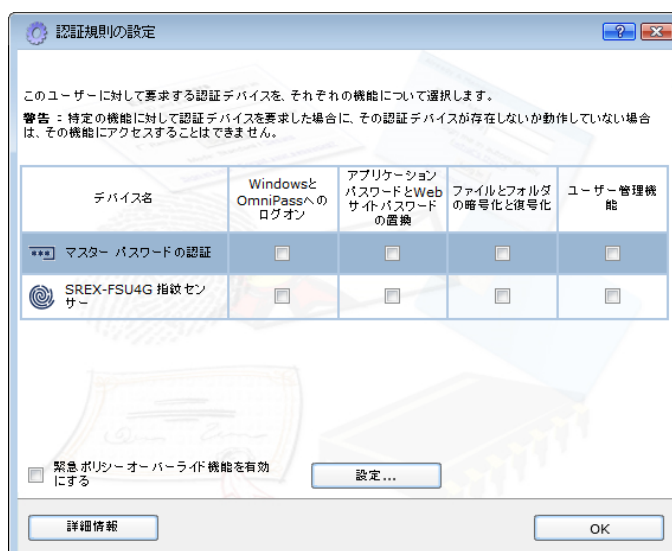 認証規則の設定
このユーザーに対して要求する認証デバイスを、それぞれの機能について選択します。
警告 : 特定の機能に対して認証デバイスを要求した場合に、その認証デバイスが存在しないか動作していない場合
は、その機能にアクセスすることはできません。
デバイス名
Windowsと
OmniPassへの
ログオン
アプリケーション
パスワードとWeb
サイトパスワード
の置換
ファイルとフォルダ
の暗号化と復号化
ユーザー管理機
能
マスター パスワードの認証
SREX-FSU4G 指紋セン
サー
緊急ポリシーオーバーライド機能を有効
にする
設定...
詳細情報
OK